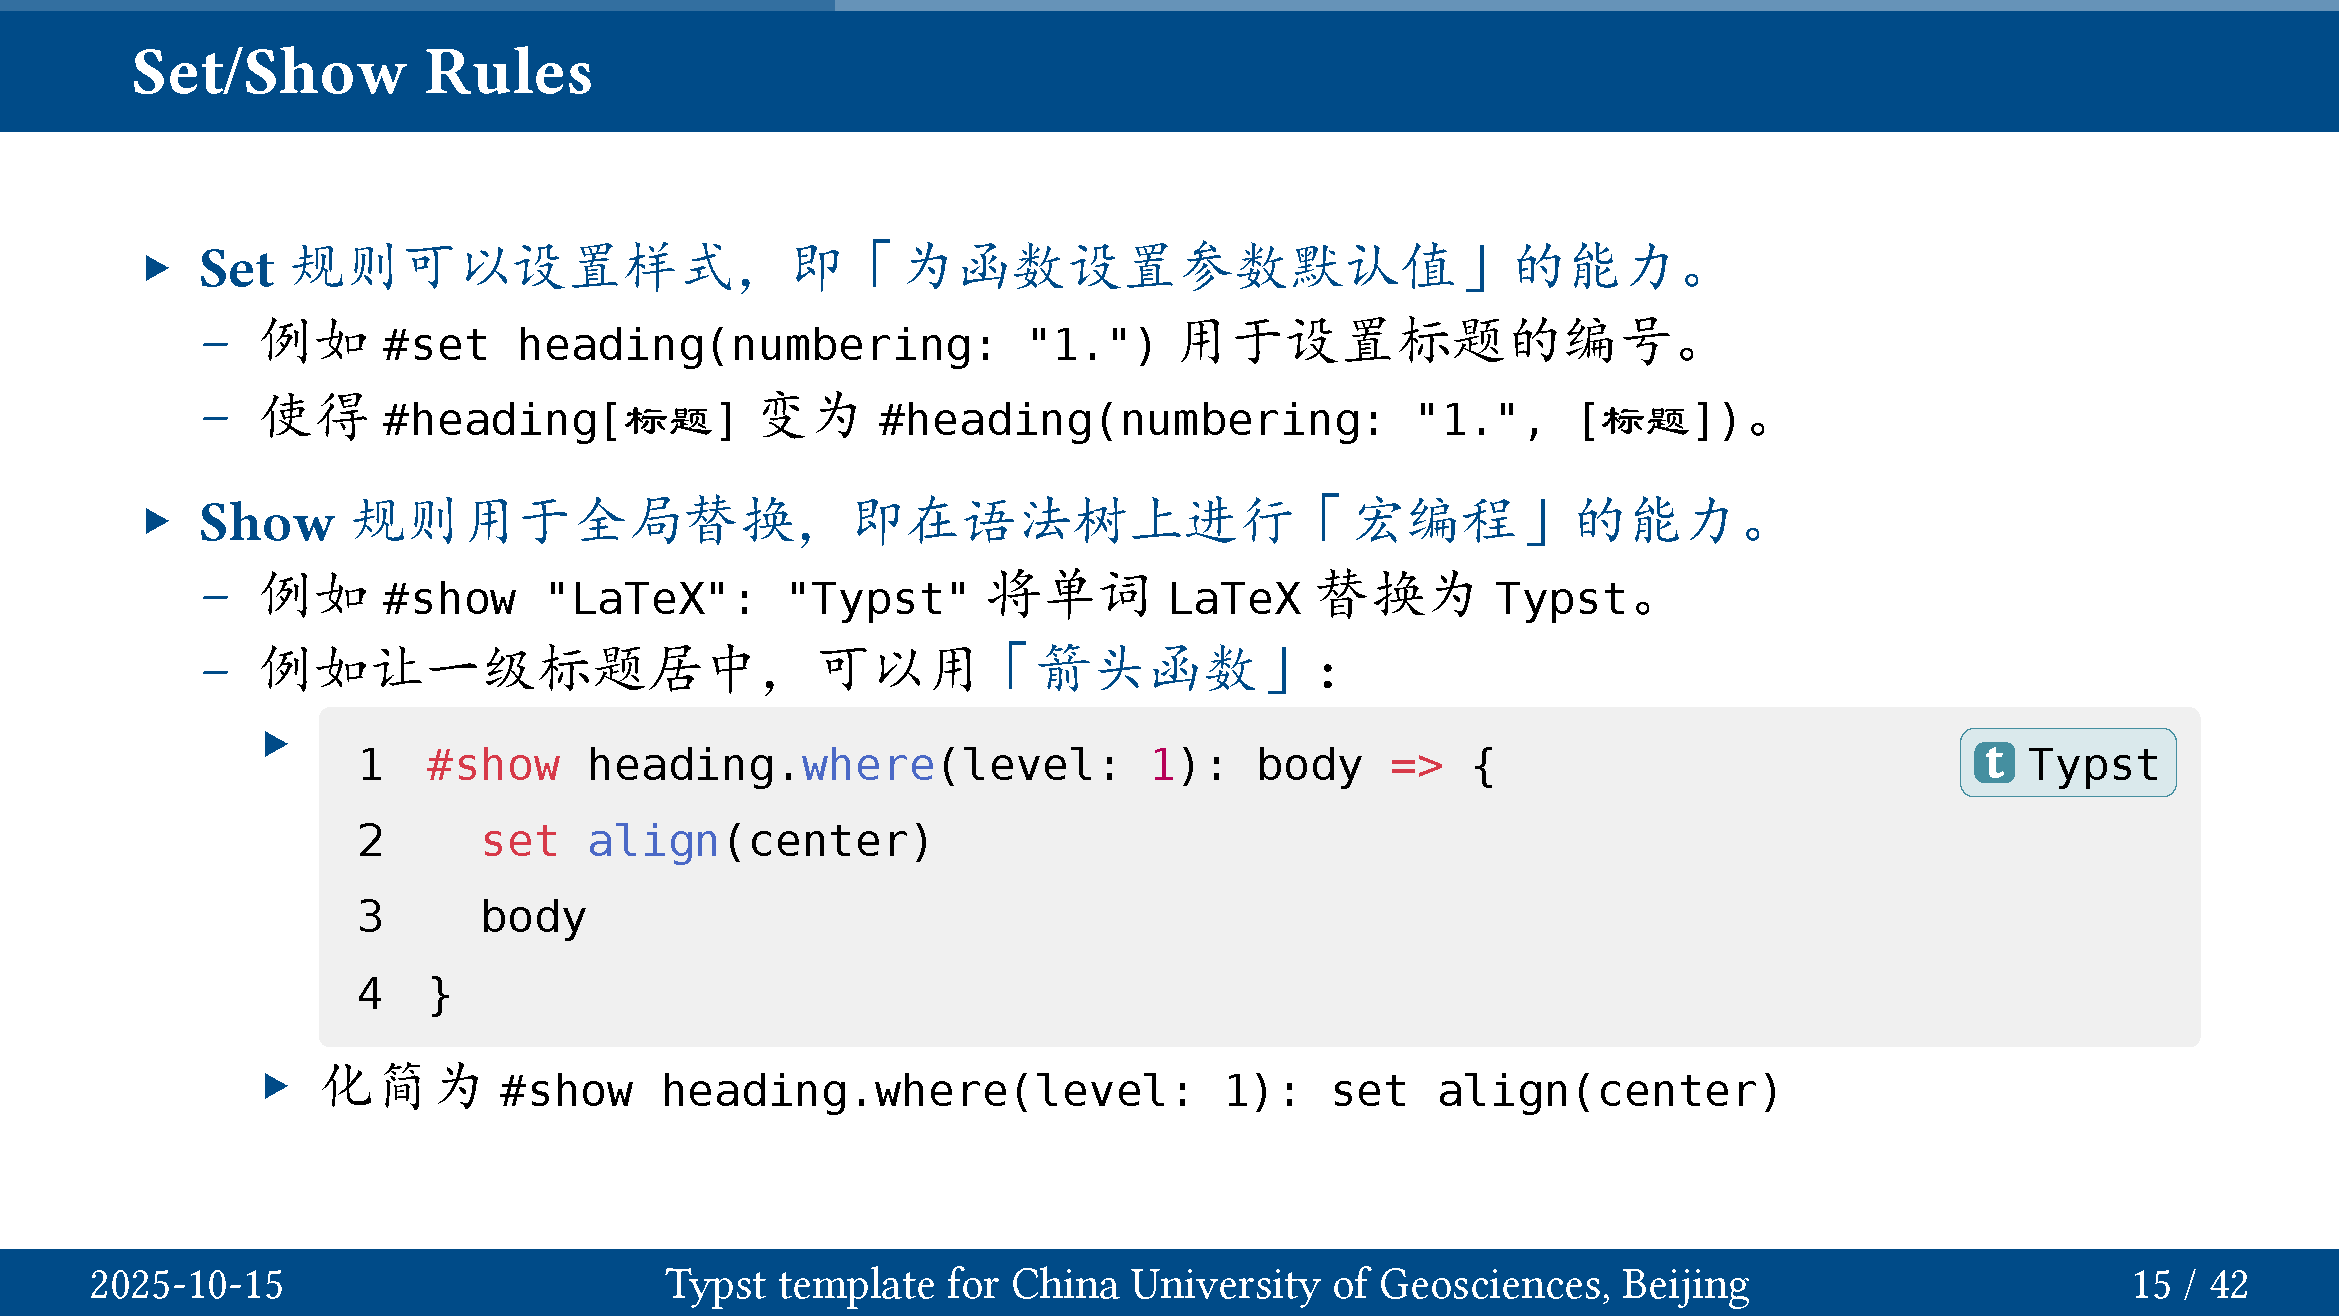 Set/Show Rules
▶ Set 规则可以设置样式，即「为函数设置参数默认值」的能力。
– 例如 #set heading(numbering: "1.") 用于设置标题的编号。
– 使得 #heading[标题] 变为 #heading(numbering: "1.", [标题])。
▶ Show 规则用于全局替换，即在语法树上进行「宏编程」的能力。
– 例如 #show "LaTeX": "Typst" 将单词 LaTeX 替换为 Typst。
– 例如让一级标题居中，可以用「箭头函数」：
▶ 1 #show heading.where(level: 1): body => {
t Typst
2   set align(center)
3   body
4 }
▶ 化简为 #show heading.where(level: 1): set align(center)
2025-10-15
Typst template for China University of Geosciences, Beijing
15 / 42